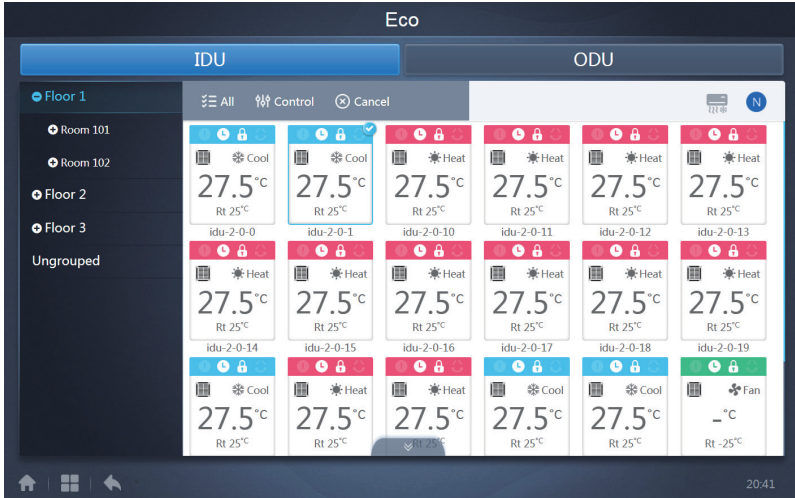 Eco
IDU ODU
Floor 1
Room 101
Room 102
Floor 2
Floor 3
Ungrouped
All Control Cancel N
Cool Cool Heat Heat Heat Heat
27.5°C 27.5°C 27.5°C 27.5°C 27.5°C 27.5°C
Rt 25°C Rt 25°C Rt 25°C Rt 25°C Rt 25°C Rt 25°C
idu-2-0-0 idu-2-0-1 idu-2-0-10 idu-2-0-11 idu-2-0-12 idu-2-0-13
Heat Heat Heat Heat Heat Heat
27.5°C 27.5°C 27.5°C 27.5°C 27.5°C 27.5°C
Rt 25°C Rt 25°C Rt 25°C Rt 25°C Rt 25°C Rt 25°C
idu-2-0-14 idu-2-0-15 idu-2-0-16 idu-2-0-17 idu-2-0-18 idu-2-0-19
Cool Heat Heat Cool Cool Fan
27.5°C 27.5°C 27.5°C 27.5°C 27.5°C -°C
Rt 25°C Rt 25°C Rt 25°C Rt 25°C Rt 25°C Rt -25°C
20:41